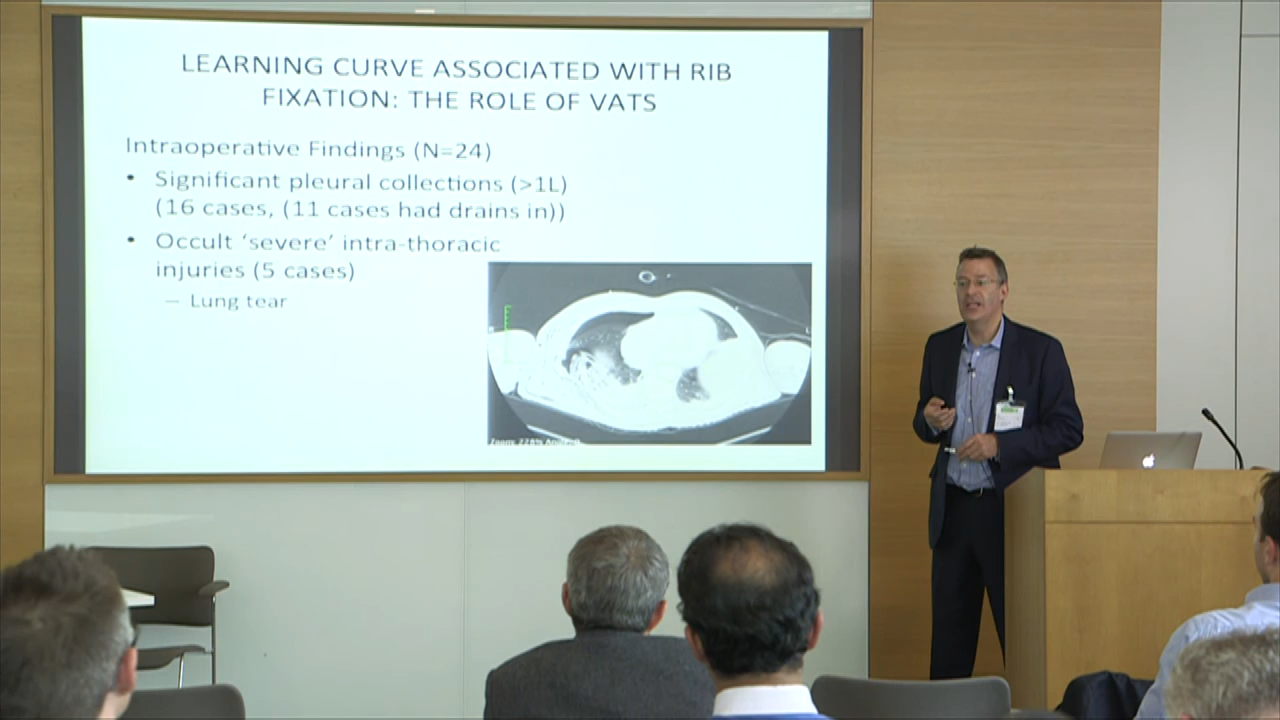 LEARNING CURVE ASSOCIATED WITH RIB
FIXATION: THE ROLE OF VATS
Intraoperative Findings (N=24)
• Significant pleural collections (>1L)
(16 cases, (11 cases had drains in))
• Occult ‘severe’ intra-thoracic
injuries (5 cases)
– Lung tear